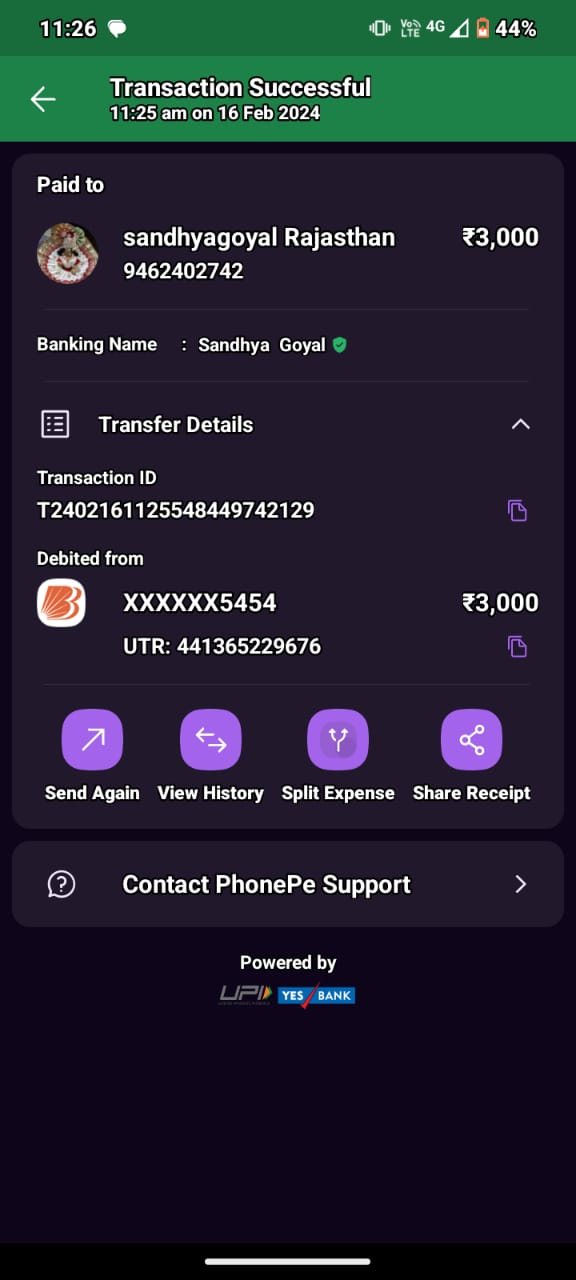 11:26 Vo LTE 4G 44%
Transaction Successful
11:25 am on 16 Feb 2024
Paid to
sandhyagoyal Rajasthan ₹3,000
9462402742
Banking Name : Sandhya Goyal
Transfer Details
Transaction ID
T2402161125548449742129
Debited from
XXXXXX5454 ₹3,000
UTR: 441365229676
Send Again View History Split Expense Share Receipt
Contact PhonePe Support
Powered by
UPI YES BANK